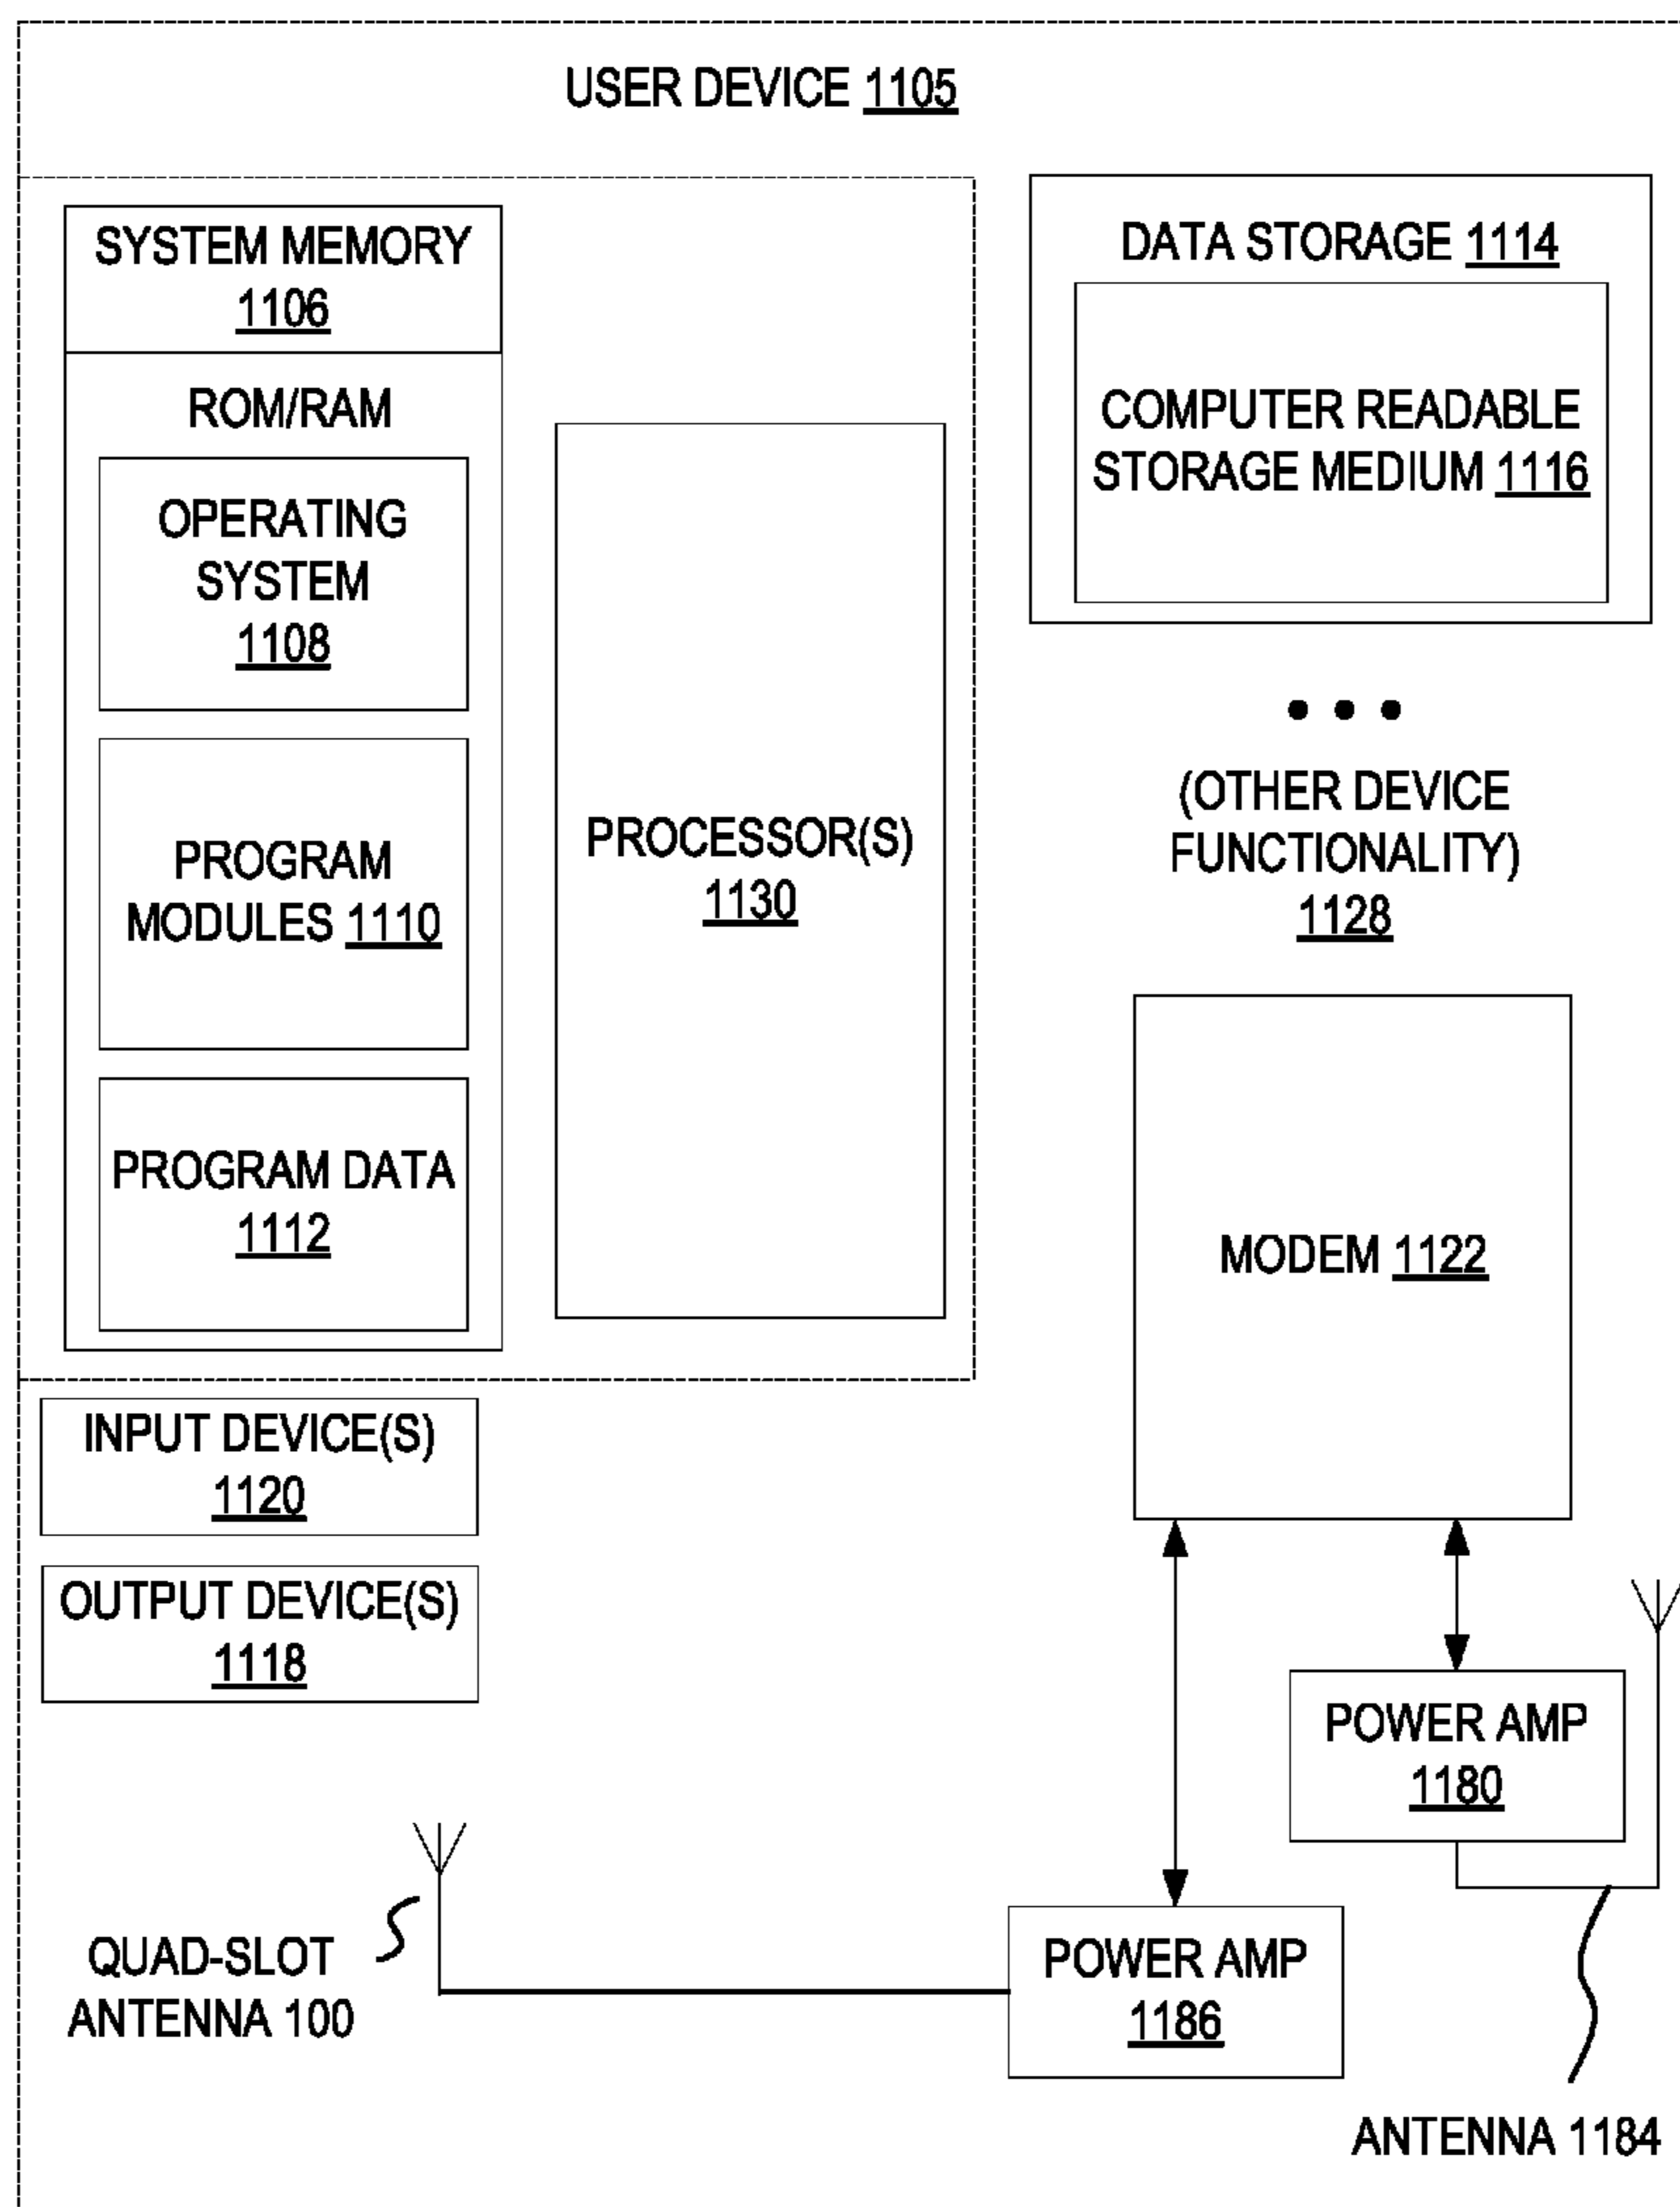 USER DEVICE 1105
SYSTEM MEMORY
1106
ROM/RAM
OPERATING
SYSTEM
1108
PROGRAM
MODULES 1110
PROGRAM DATA
1112
PROCESSOR(S)
1130
DATA STORAGE 1114
COMPUTER READABLE
STORAGE MEDIUM 1116
(OTHER DEVICE
FUNCTIONALITY)
1128
MODEM 1122
INPUT DEVICE(S)
1120
OUTPUT DEVICE(S)
1118
POWER AMP
1180
QUAD-SLOT
ANTENNA 100
POWER AMP
1186
ANTENNA 1184